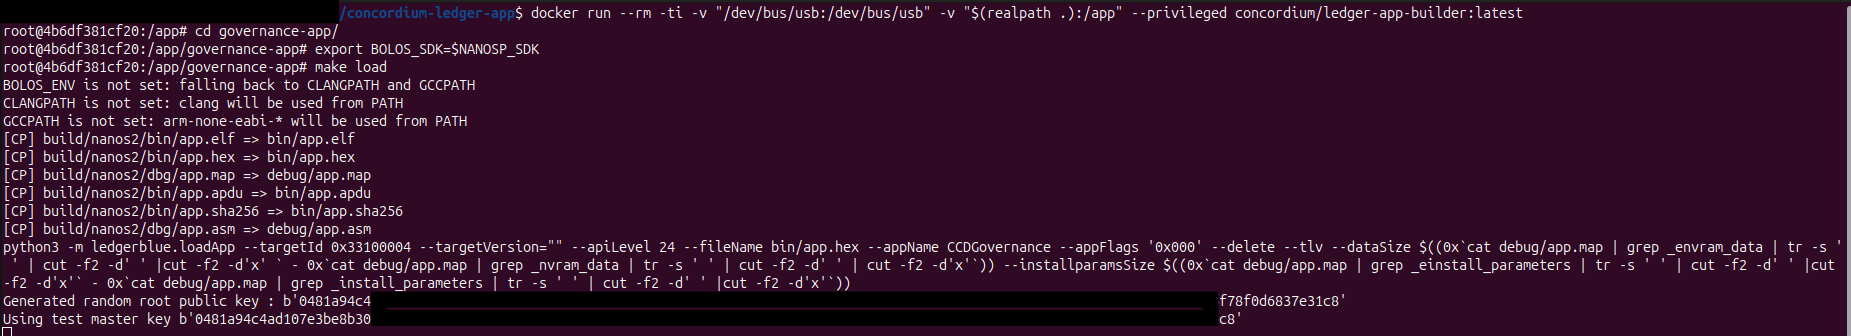 /concordium-ledger-app$ docker run --rm -ti -v "/dev/bus/usb:/dev/bus/usb" -v "$(realpath .):/app" --privileged concordium/ledger-app-builder:latest
root@4b6df381cf20:/app# cd governance-app/
root@4b6df381cf20:/app/governance-app# export BOLOS_SDK=$NANOSP_SDK
root@4b6df381cf20:/app/governance-app# make load
BOLOS_ENV is not set: falling back to CLANGPATH and GCCPATH
CLANGPATH is not set: clang will be used from PATH
GCCPATH is not set: arm-none-eabi-* will be used from PATH
[CP] build/nanos2/bin/app.elf => bin/app.elf
[CP] build/nanos2/bin/app.hex => bin/app.hex
[CP] build/nanos2/dbg/app.map => debug/app.map
[CP] build/nanos2/bin/app.apdu => bin/app.apdu
[CP] build/nanos2/bin/app.sha256 => bin/app.sha256
[CP] build/nanos2/dbg/app.asm => debug/app.asm
python3 -m ledgerblue.loadApp --targetId 0x33100004 --targetVersion="" --apiLevel 24 --fileName bin/app.hex --appName CCDGovernance --appFlags '0x000' --delete --tlv --dataSize $((0x`cat debug/app.map | grep _envram_data | tr -s '
' | cut -f2 -d' ' |cut -f2 -d'x' ` - 0x`cat debug/app.map | grep _nvram_data | tr -s ' ' | cut -f2 -d' ' | cut -f2 -d'x'`)) --installparamsSize $((0x`cat debug/app.map | grep _einstall_parameters | tr -s ' ' | cut -f2 -d' ' |cut
-f2 -d'x'` - 0x`cat debug/app.map | grep _install_parameters | tr -s ' ' | cut -f2 -d' ' |cut -f2 -d'x'`))
Generated random root public key : b'0481a94c4 f78f0d6837e31c8'
Using test master key b'0481a94c4ad107e3be8b30 c8'